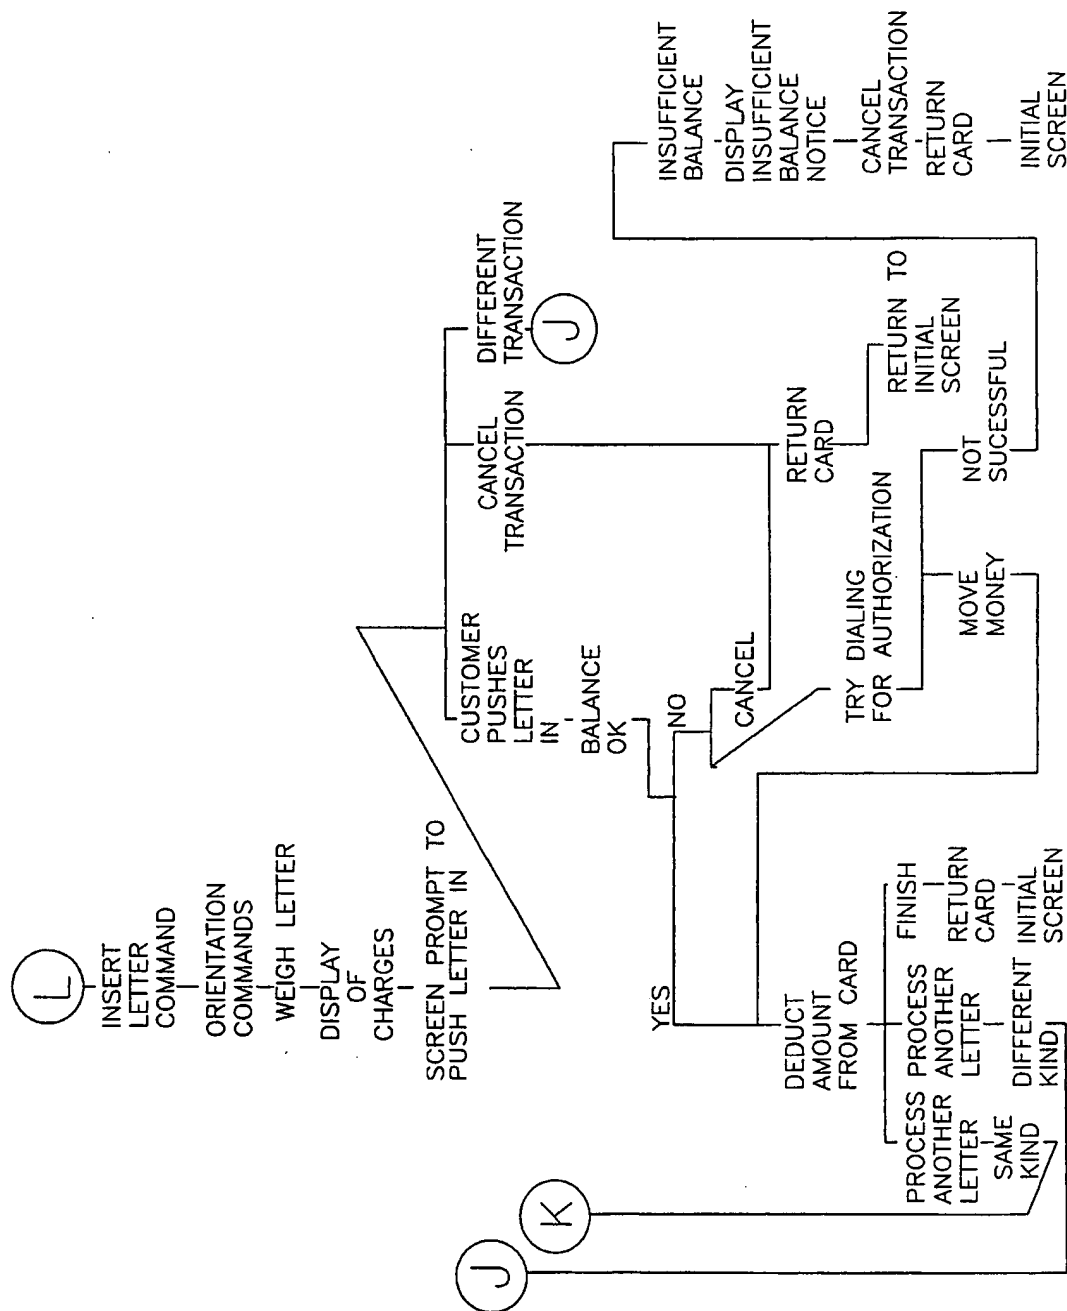 L
INSERT
LETTER
COMMAND
ORIENTATION
COMMANDS
WEIGH LETTER
DISPLAY
OF
CHARGES
SCREEN PROMPT TO
PUSH LETTER IN
CUSTOMER
PUSHES
LETTER
IN
BALANCE
OK
CANCEL
TRANSACTION
DIFFERENT
TRANSACTION
J
YES
NO
CANCEL
RETURN
CARD
RETURN TO
INITIAL
SCREEN
TRY DIALING
FOR AUTHORIZATION
MOVE
MONEY
NOT
SUCESSFUL
INSUFFICIENT
BALANCE
DISPLAY
INSUFFICIENT
BALANCE
NOTICE
CANCEL
TRANSACTION
RETURN
CARD
INITIAL
SCREEN
DEDUCT
AMOUNT
FROM CARD
PROCESS
ANOTHER
LETTER
SAME
KIND
PROCESS
ANOTHER
LETTER
DIFFERENT
KIND
FINISH
RETURN
CARD
INITIAL
SCREEN
J
K